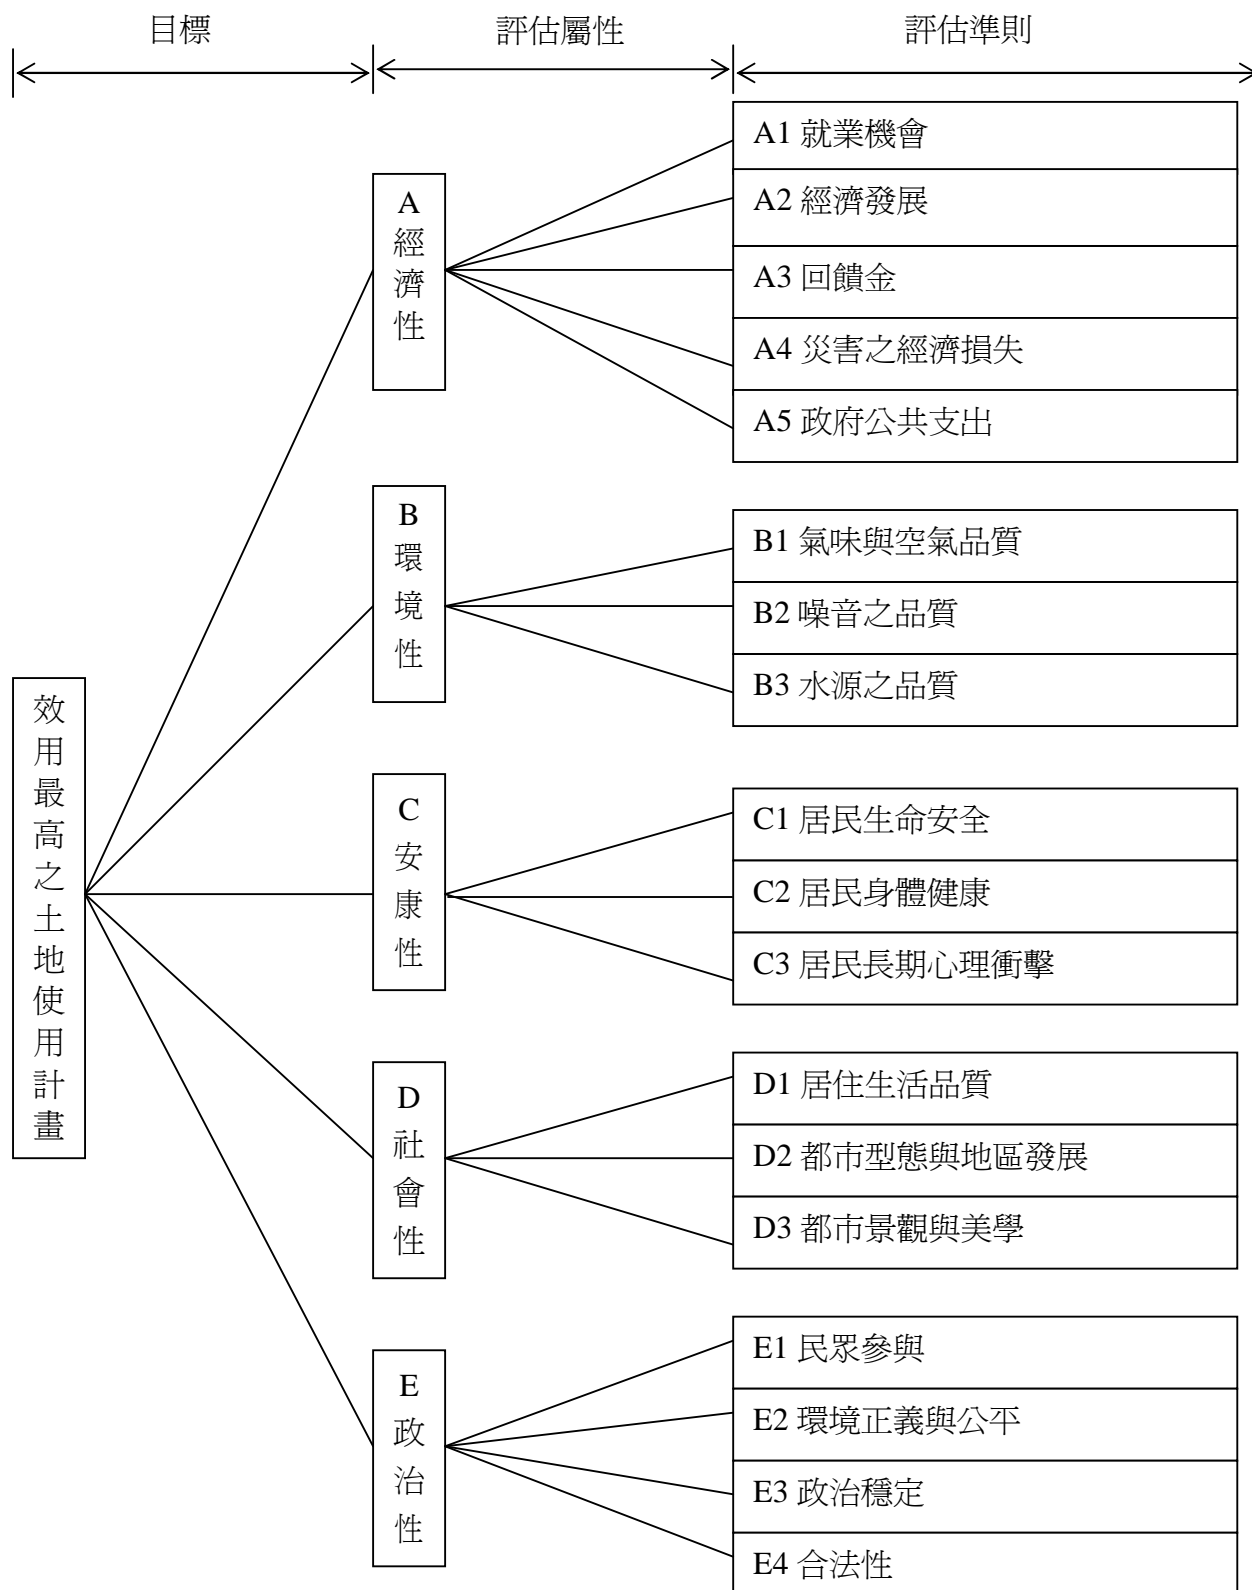 目標
評估屬性
評估準則
效用最高之土地使用計畫
A
經濟性
A1 就業機會
A2 經濟發展
A3 回饋金
A4 災害之經濟損失
A5 政府公共支出
B
環境性
B1 氣味與空氣品質
B2 噪音之品質
B3 水源之品質
C
安康性
C1 居民生命安全
C2 居民身體健康
C3 居民長期心理衝擊
D
社會性
D1 居住生活品質
D2 都市型態與地區發展
D3 都市景觀與美學
E
政治性
E1 民眾參與
E2 環境正義與公平
E3 政治穩定
E4 合法性